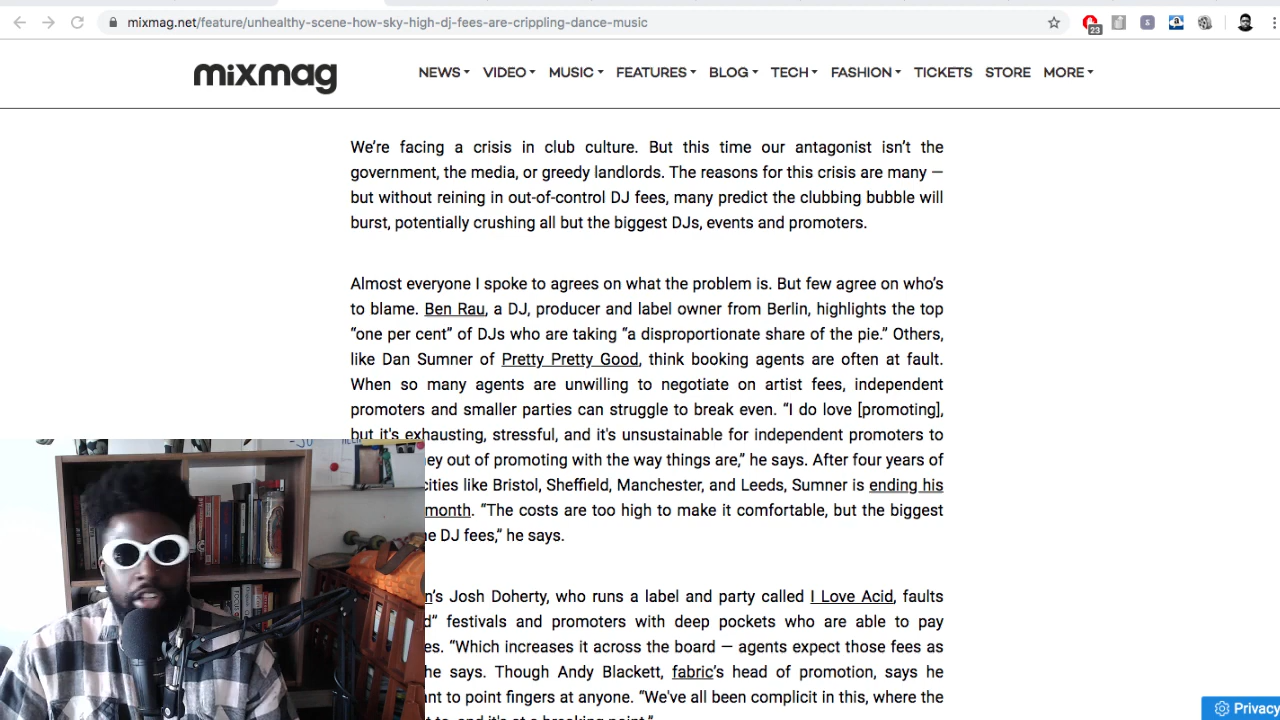 mixmag.net/feature/unhealthy-scene-how-sky-high-dj-fees-are-crippling-dance-music
23
mixmag NEWS VIDEO MUSIC FEATURES BLOG TECH FASHION TICKETS STORE MORE
We’re facing a crisis in club culture. But this time our antagonist isn’t the
government, the media, or greedy landlords. The reasons for this crisis are many —
but without reining in out-of-control DJ fees, many predict the clubbing bubble will
burst, potentially crushing all but the biggest DJs, events and promoters.
Almost everyone I spoke to agrees on what the problem is. But few agree on who’s
to blame. Ben Rau, a DJ, producer and label owner from Berlin, highlights the top
“one per cent” of DJs who are taking “a disproportionate share of the pie.” Others,
like Dan Sumner of Pretty Pretty Good, think booking agents are often at fault.
When so many agents are unwilling to negotiate on artist fees, independent
promoters and smaller parties can struggle to break even. “I do love [promoting],
but it's exhausting, stressful, and it's unsustainable for independent promoters to
ey out of promoting with the way things are,” he says. After four years of
cities like Bristol, Sheffield, Manchester, and Leeds, Sumner is ending his
month. “The costs are too high to make it comfortable, but the biggest
e DJ fees,” he says.
n’s Josh Doherty, who runs a label and party called I Love Acid, faults
d” festivals and promoters with deep pockets who are able to pay
es. “Which increases it across the board — agents expect those fees as
he says. Though Andy Blackett, fabric’s head of promotion, says he
nt to point fingers at anyone. “We've all been complicit in this, where the
t to, and it's at a breaking point.”
Privacy